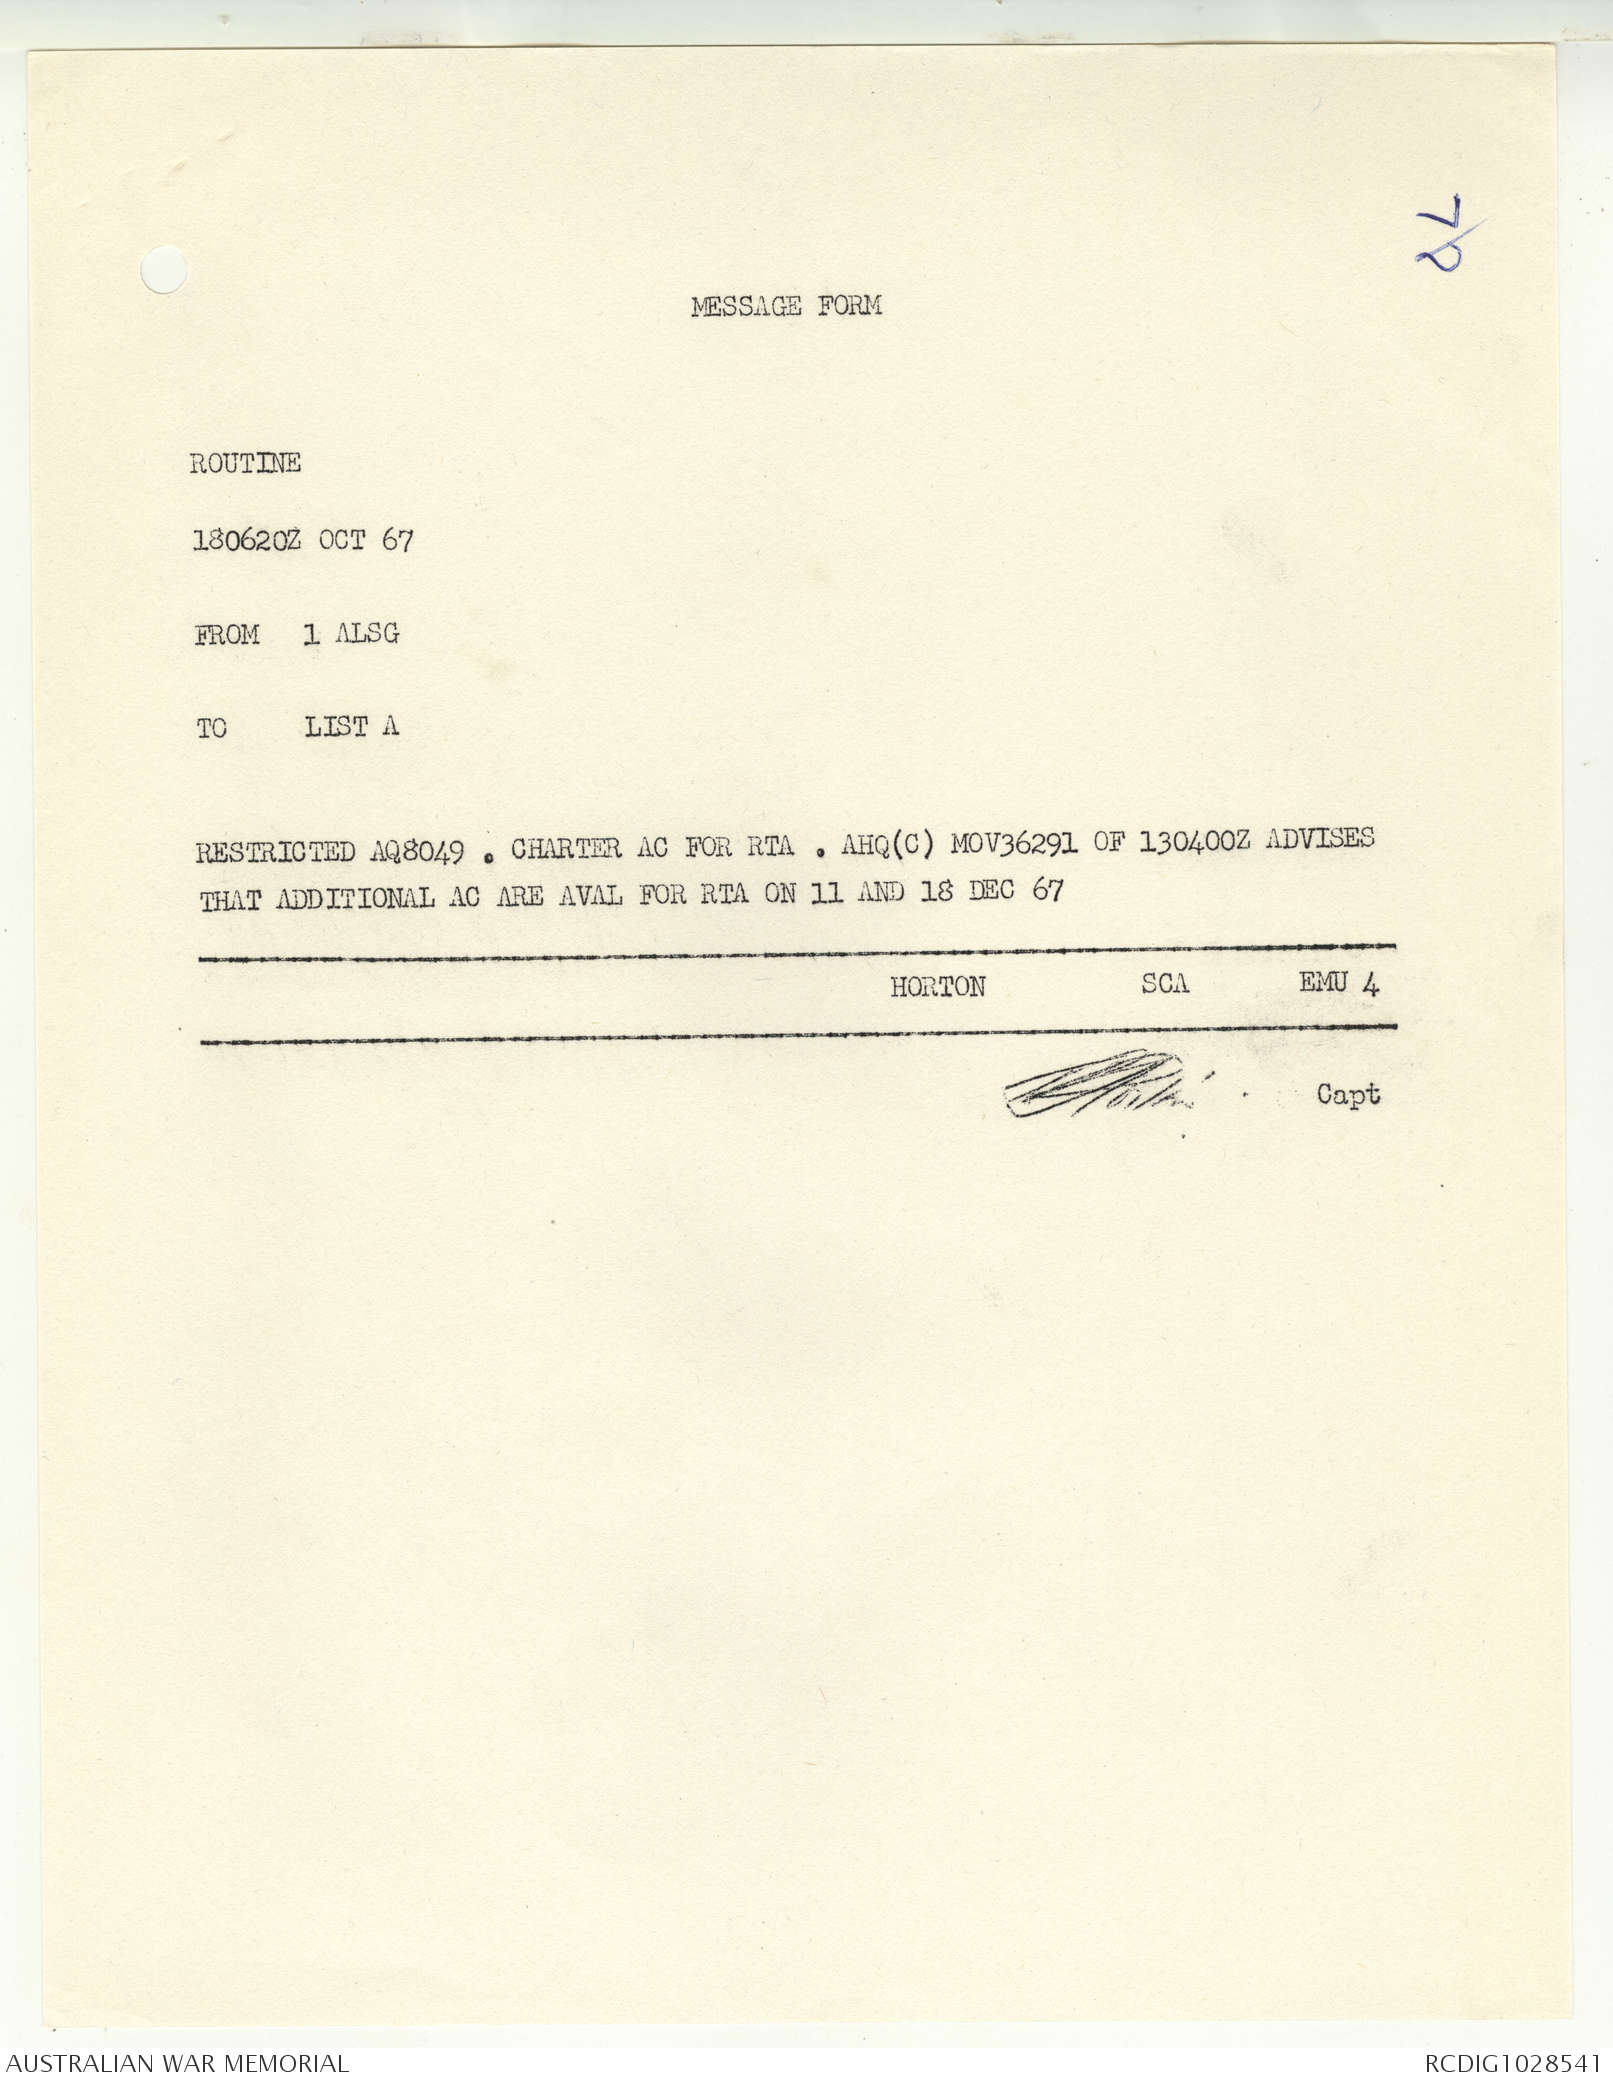 MESSAGE FORM
ROUTINE
180620Z OCT 67
FROM 1 ALSG
TO LIST A
RESTRICTED AQ8049 . CHARTER AC FOR RTA . AHQ(C) MOV36291 OF 130400Z ADVISES
THAT ADDITIONAL AC ARE AVAL FOR RTA ON 11 AND 18 DEC 67
HORTON SCA EMU 4
Capt
AUSTRALIAN WAR MEMORIAL RCDIG1028541